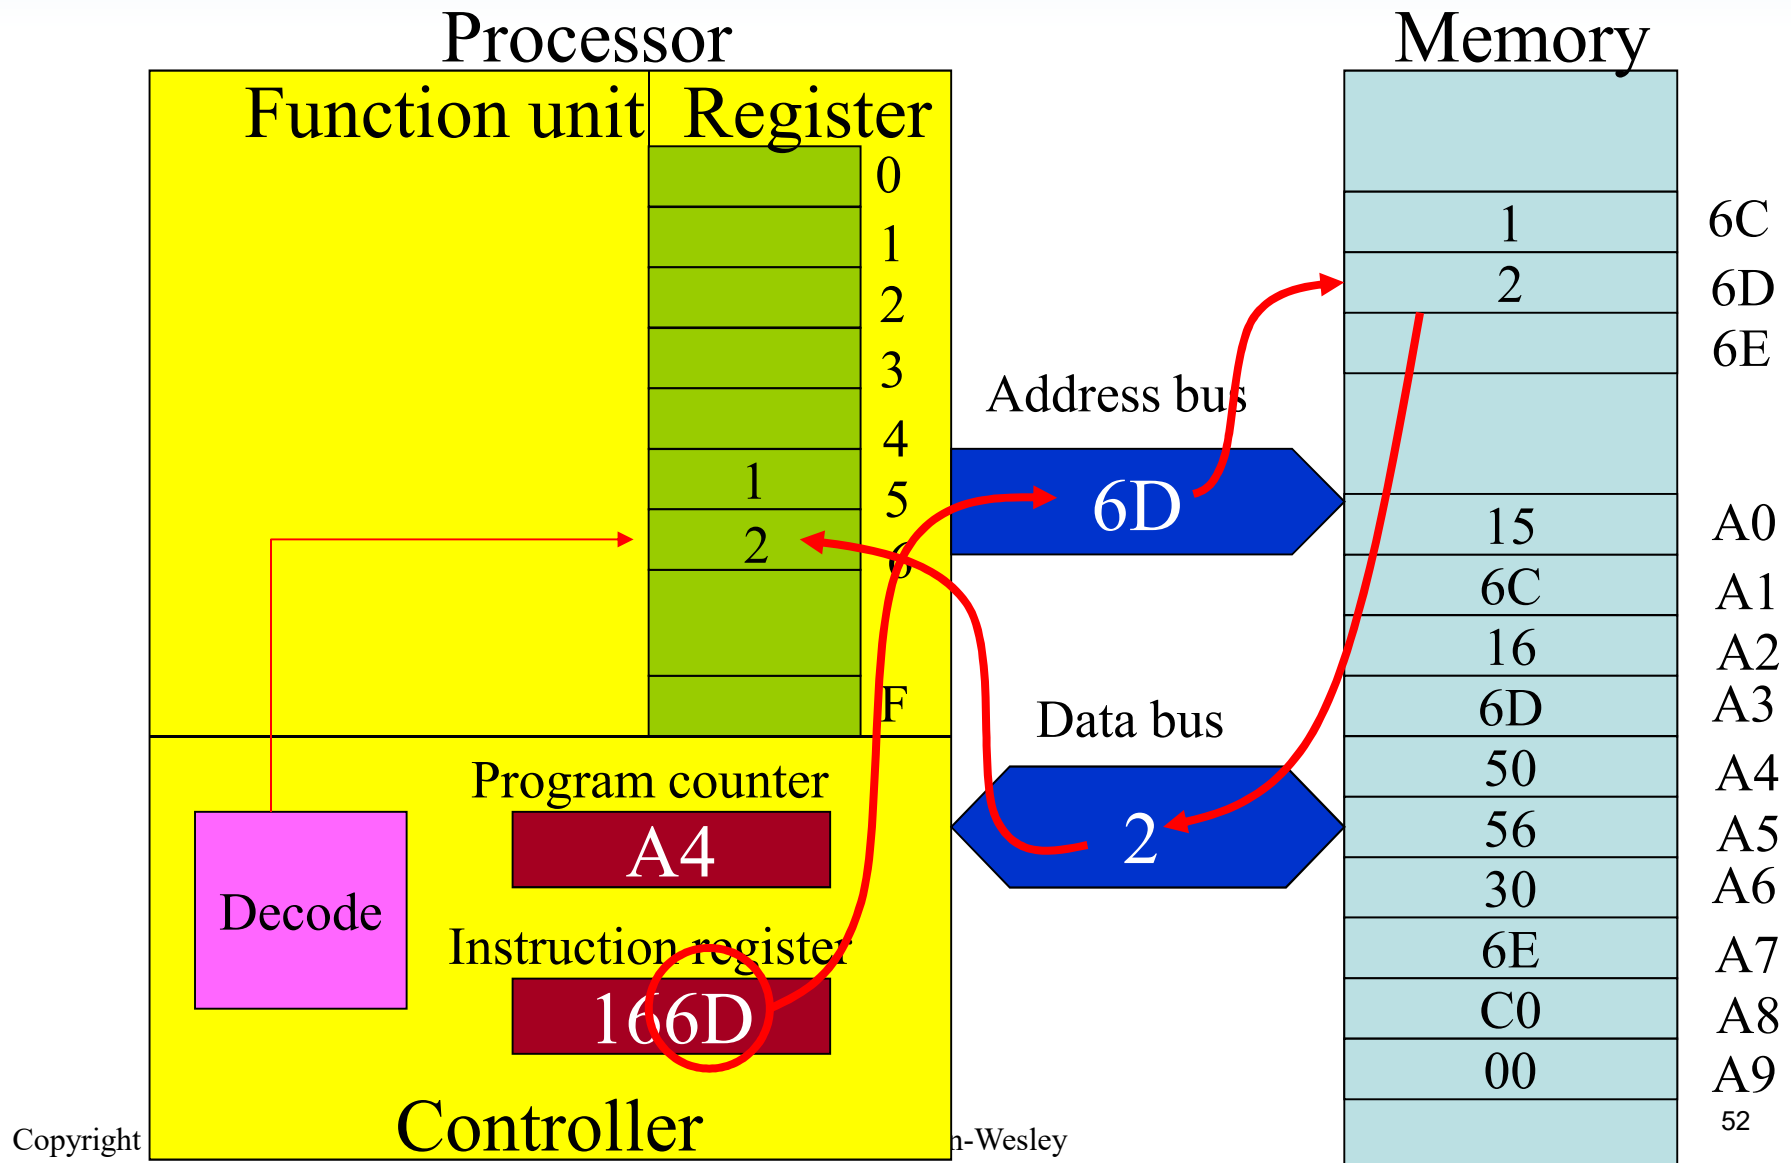 Processor
Memory
Function unit
Register
0
1
2
3
4
5
6
F
1
2
Address bus
6D
Data bus
2
1
2
15
6C
16
6D
50
56
30
6E
C0
00
6C
6D
6E
A0
A1
A2
A3
A4
A5
A6
A7
A8
A9
Program counter
A4
Decode
Instruction register
166D
Controller
Copyright
n-Wesley
52